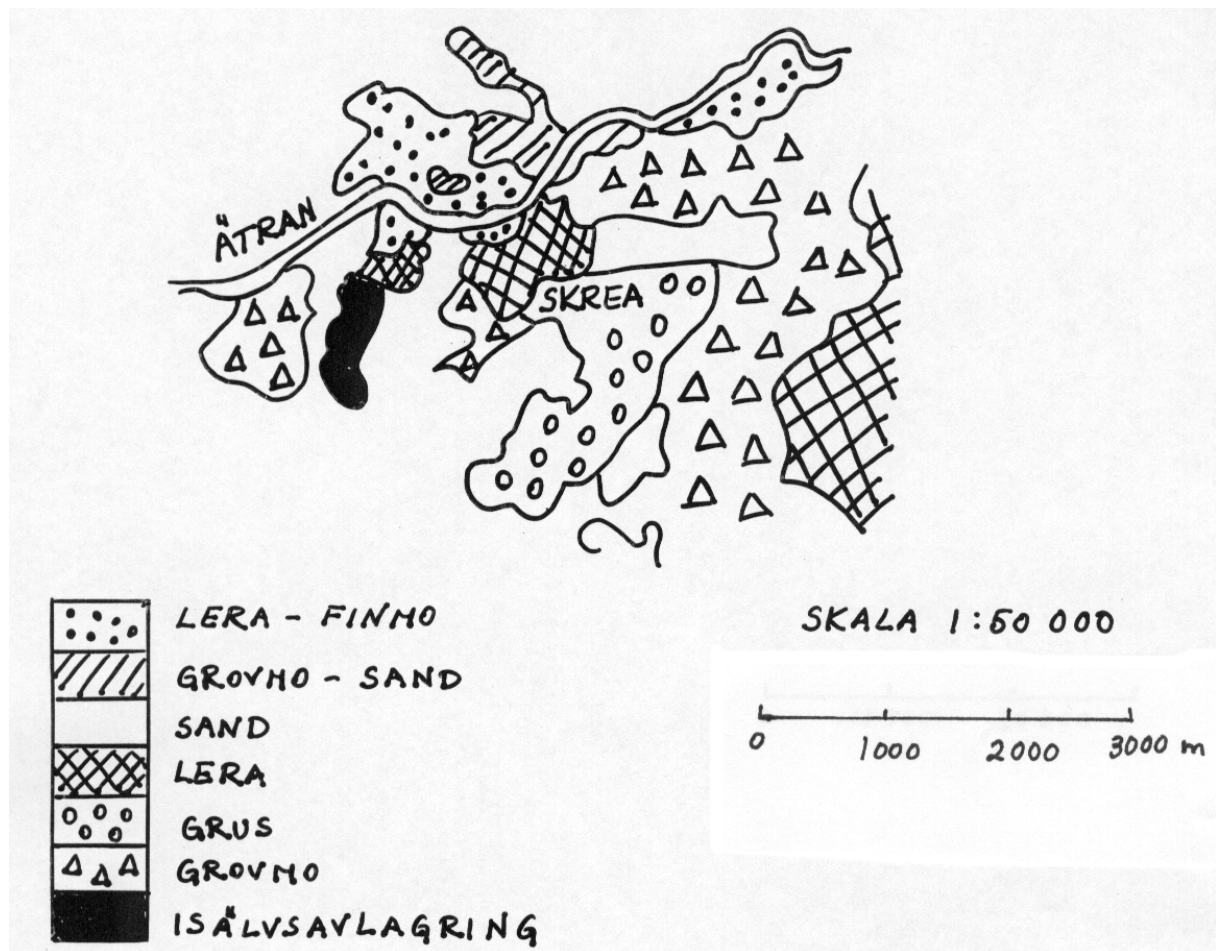 ÄTRAN
SKREA
LERA - FINMO
GROVMO - SAND
SAND
LERA
GRUS
GROVMO
ISÄLVSAVLAGRING
SKALA 1:50 000
0 1000 2000 3000 m